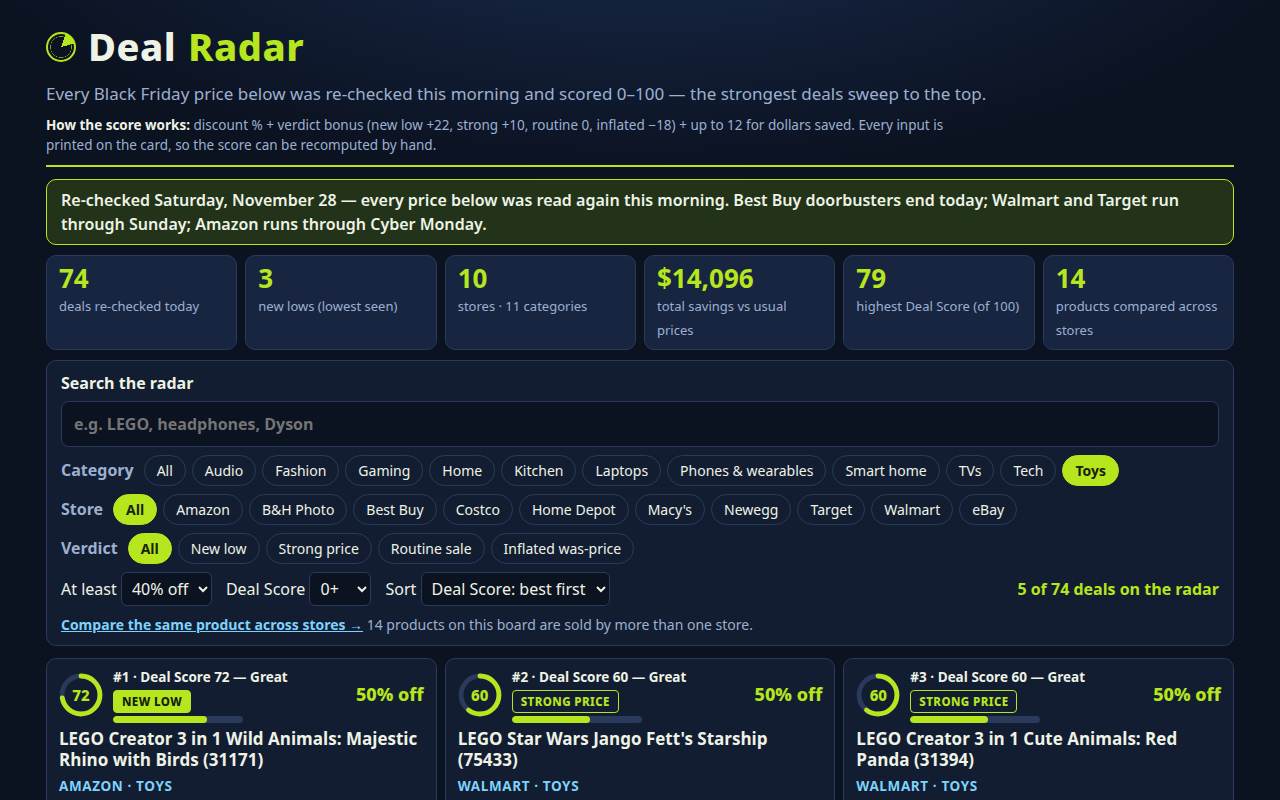 Deal Radar
Every Black Friday price below was re-checked this morning and scored 0–100 — the strongest deals sweep to the top.
How the score works: discount % + verdict bonus (new low +22, strong +10, routine 0, inflated −18) + up to 12 for dollars saved. Every input is
printed on the card, so the score can be recomputed by hand.
Re-checked Saturday, November 28 — every price below was read again this morning. Best Buy doorbusters end today; Walmart and Target run
through Sunday; Amazon runs through Cyber Monday.
74
deals re-checked today
3
new lows (lowest seen)
10
stores · 11 categories
$14,096
total savings vs usual
prices
79
highest Deal Score (of 100)
14
products compared across
stores
Search the radar
e.g. LEGO, headphones, Dyson
Category All Audio Fashion Gaming Home Kitchen Laptops Phones & wearables Smart home TVs Tech Toys
Store All Amazon B&H Photo Best Buy Costco Home Depot Macy's Newegg Target Walmart eBay
Verdict All New low Strong price Routine sale Inflated was-price
At least 40% off Deal Score 0+ Sort Deal Score: best first 5 of 74 deals on the radar
Compare the same product across stores → 14 products on this board are sold by more than one store.
72
#1 · Deal Score 72 — Great
NEW LOW
50% off
LEGO Creator 3 in 1 Wild Animals: Majestic
Rhino with Birds (31171)
AMAZON · TOYS
60
#2 · Deal Score 60 — Great
STRONG PRICE
50% off
LEGO Star Wars Jango Fett's Starship
(75433)
WALMART · TOYS
60
#3 · Deal Score 60 — Great
STRONG PRICE
50% off
LEGO Creator 3 in 1 Cute Animals: Red
Panda (31394)
WALMART · TOYS